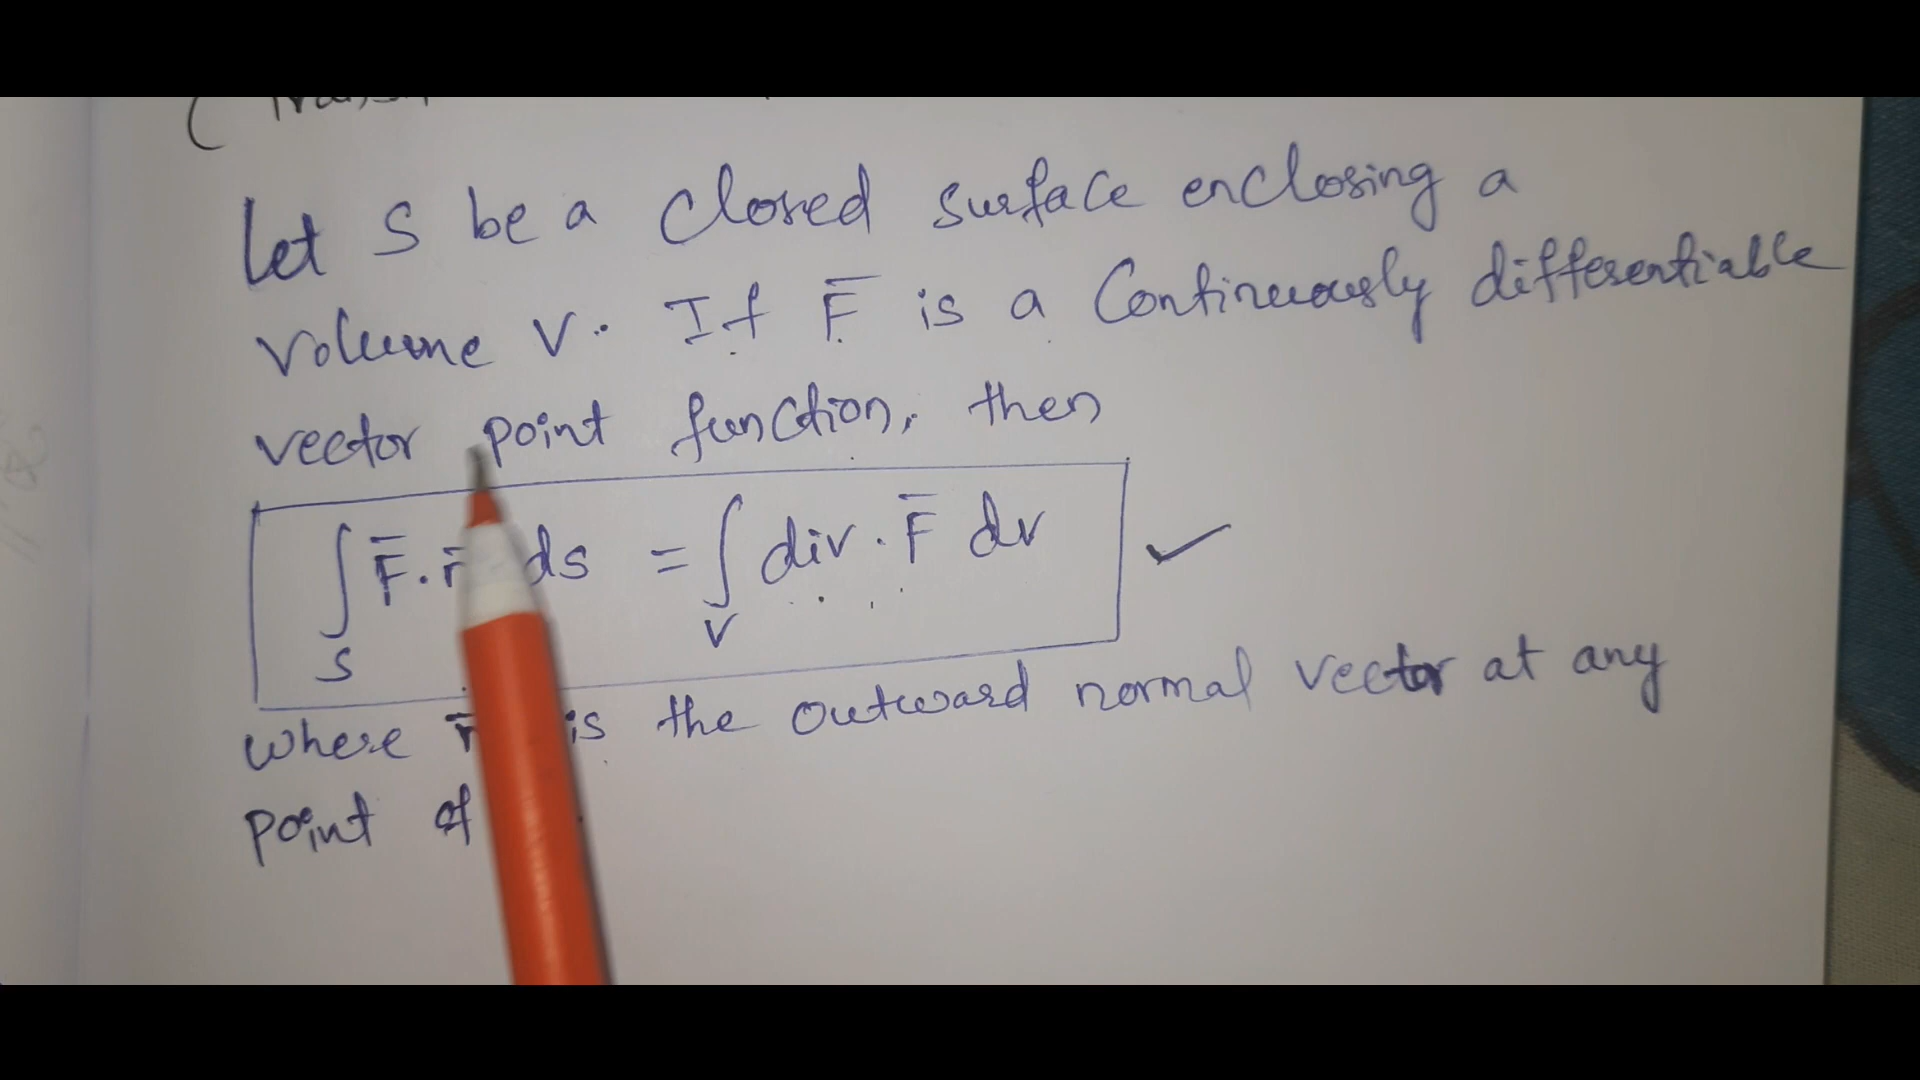 Let S be a closed surface enclosing a
volume V. If F̄ is a Continuously differentiable
vector point function, then
∫ F̄. ds = ∫ div. F̄ dv
S V
where is the outward normal vector at any
point of